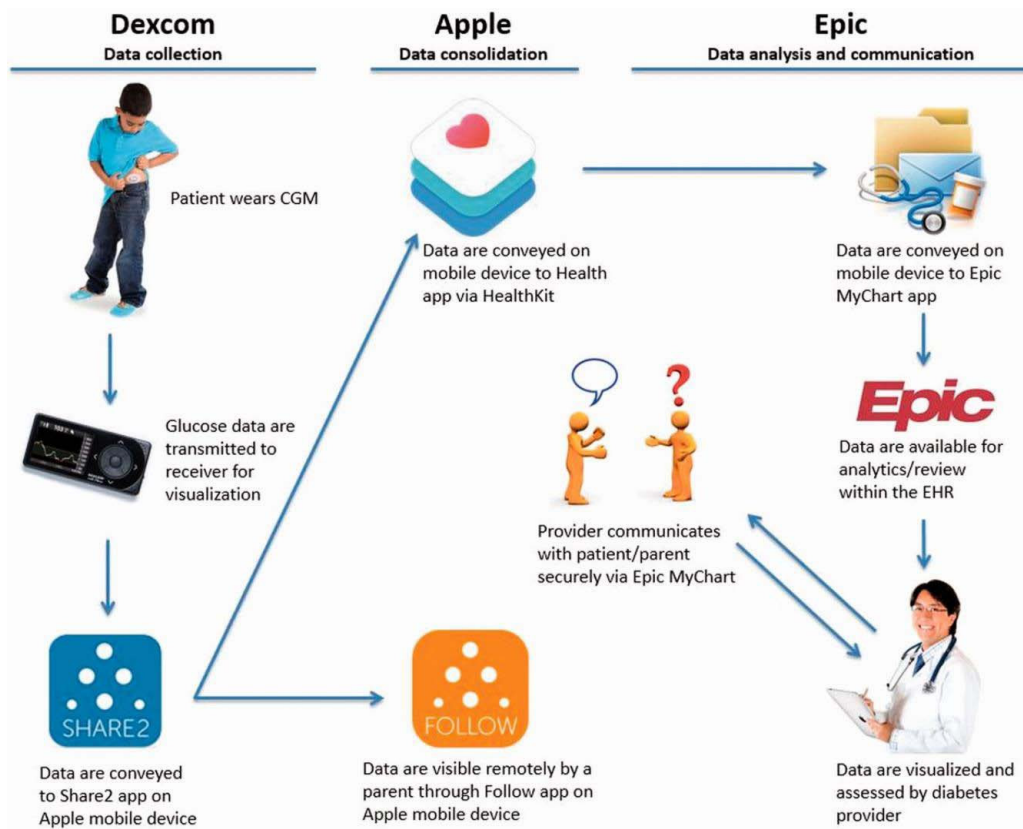 Dexcom
Data collection
Apple
Data consolidation
Epic
Data analysis and communication
Patient wears CGM
Glucose data are
transmitted to
receiver for
visualization
SHARE2
Data are conveyed
to Share2 app on
Apple mobile device
Data are conveyed on
mobile device to Health
app via HealthKit
FOLLOW
Data are visible remotely by a
parent through Follow app on
Apple mobile device
Data are conveyed on
mobile device to Epic
MyChart app
Epic
Data are available for
analytics/review
within the EHR
?
Provider communicates
with patient/parent
securely via Epic MyChart
Data are visualized and
assessed by diabetes
provider